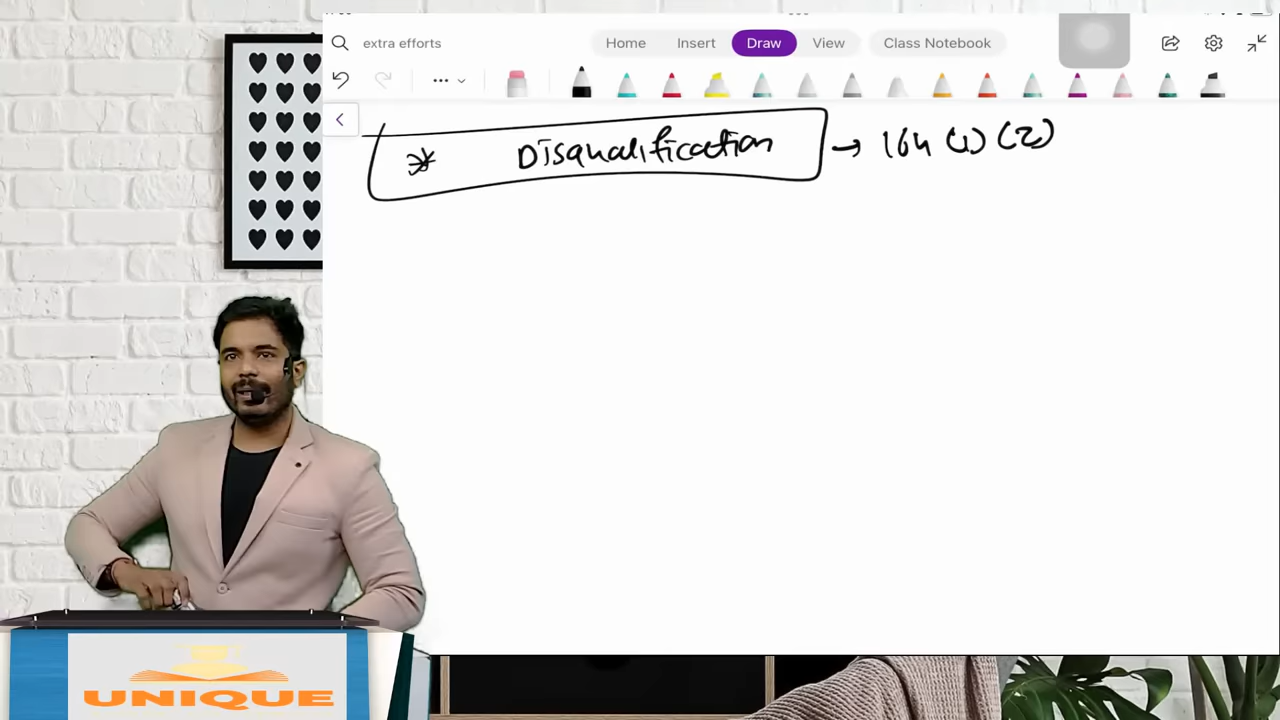 extra efforts
Home Insert Draw View Class Notebook
* Disqualification → 164 (1) (2)
UNIQUE